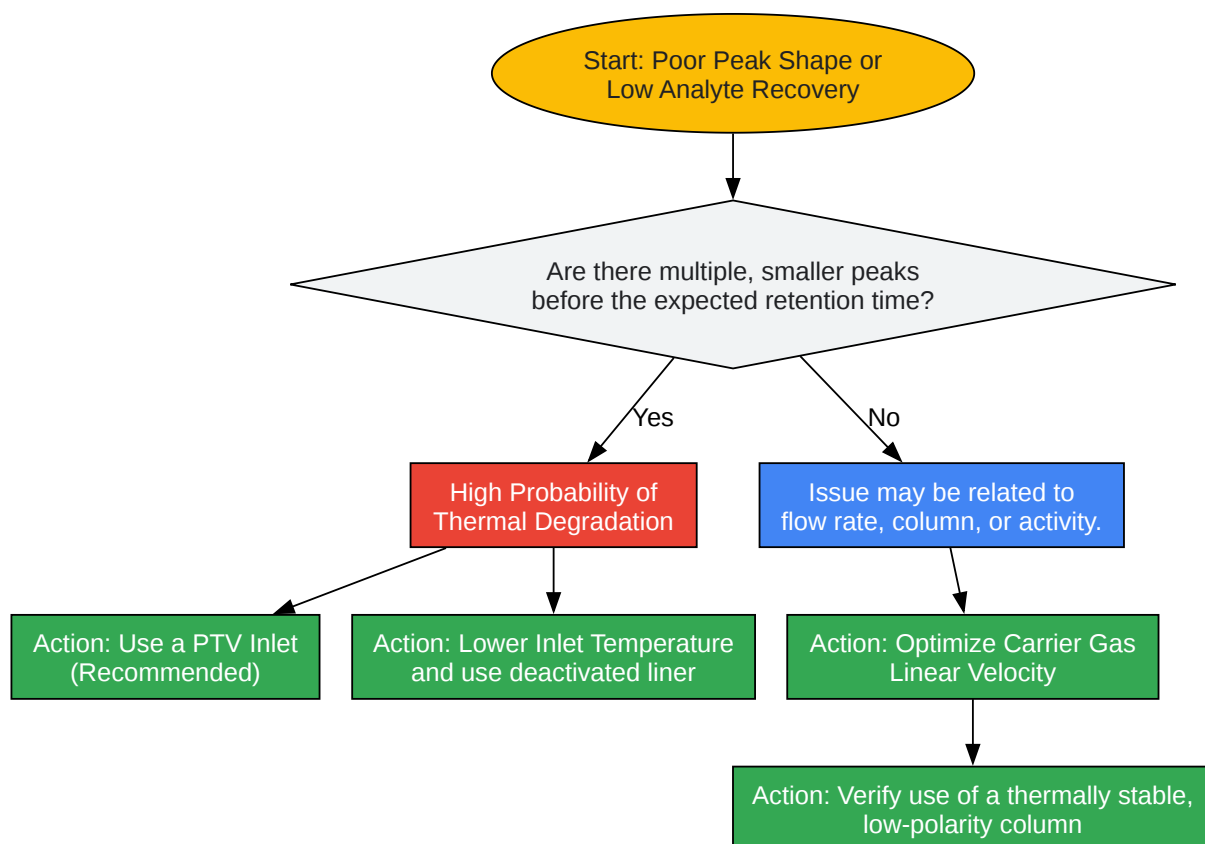 Start: Poor Peak Shape or
Low Analyte Recovery
Are there multiple, smaller peaks
before the expected retention time?
Yes
No
High Probability of
Thermal Degradation
Issue may be related to
flow rate, column, or activity.
Action: Use a PTV Inlet
(Recommended)
Action: Lower Inlet Temperature
and use deactivated liner
Action: Optimize Carrier Gas
Linear Velocity
Action: Verify use of a thermally stable,
low-polarity column